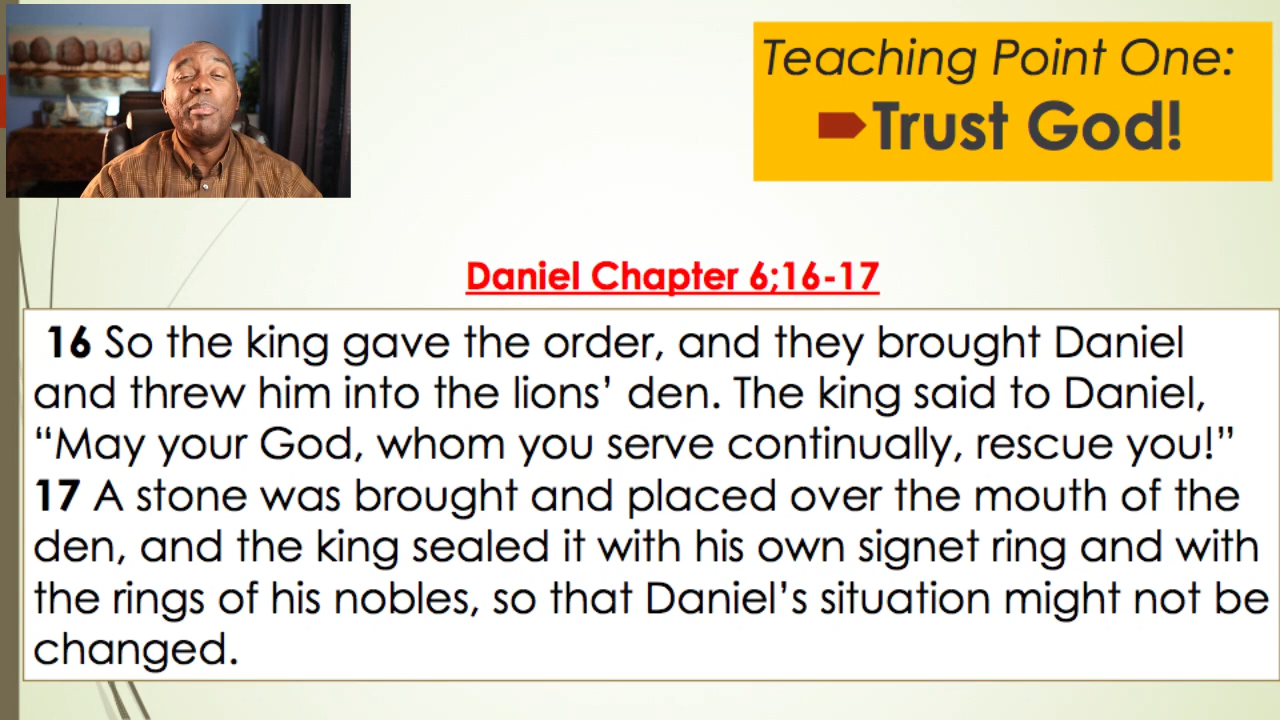 Teaching Point One:
Trust God!
Daniel Chapter 6;16-17
16 So the king gave the order, and they brought Daniel
and threw him into the lions’ den. The king said to Daniel,
“May your God, whom you serve continually, rescue you!”
17 A stone was brought and placed over the mouth of the
den, and the king sealed it with his own signet ring and with
the rings of his nobles, so that Daniel’s situation might not be
changed.